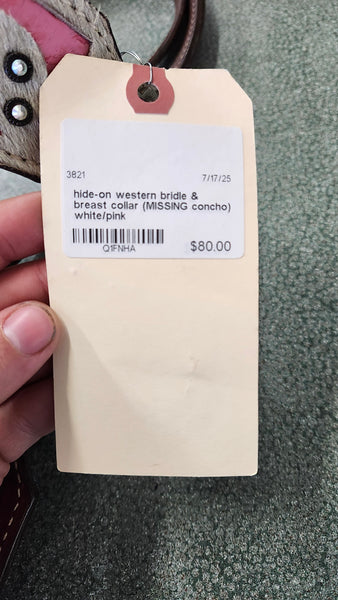 3821 7/17/25
hide-on western bridle &
breast collar (MISSING concho)
white/pink
Q1FNHA $80.00